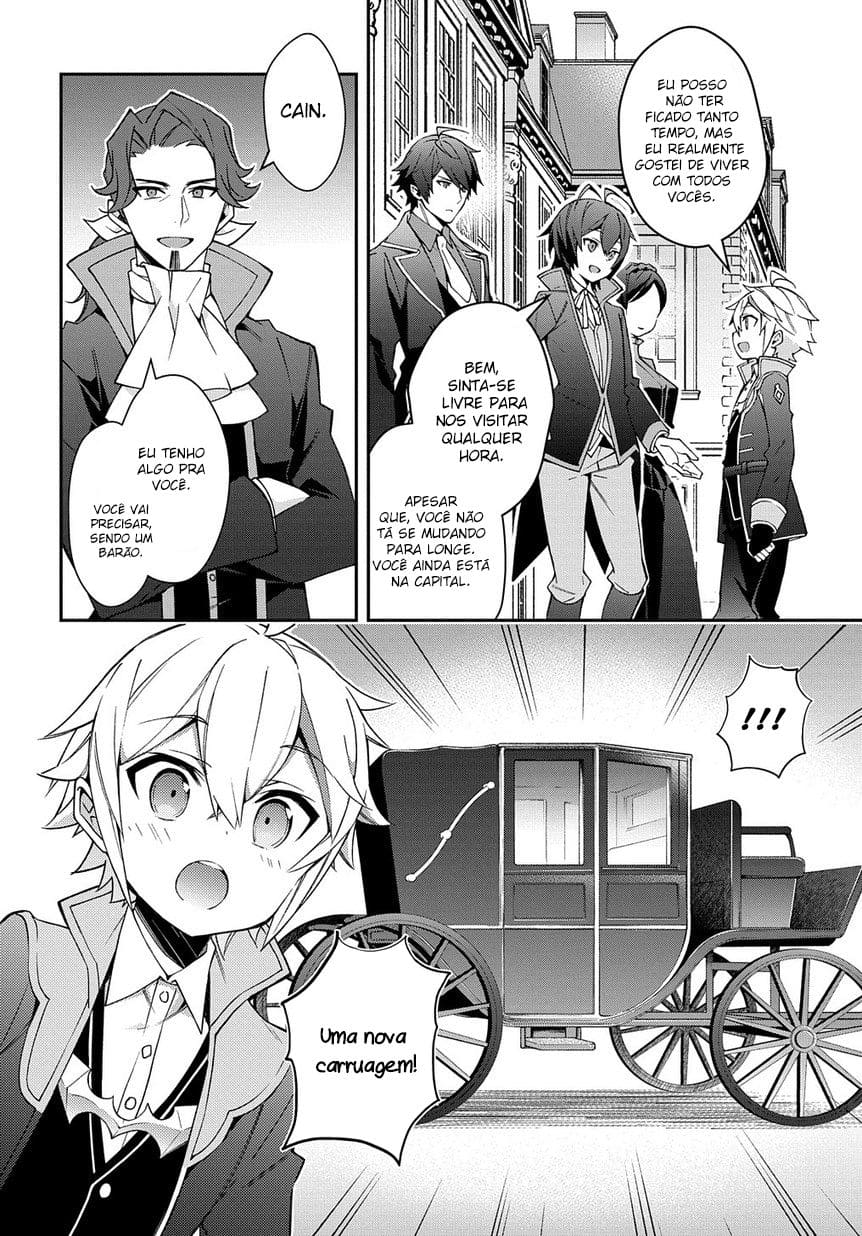 EU POSSO
NÃO TER
FICADO TANTO
TEMPO, MAS
EU REALMENTE
GOSTEI DE VIVER
COM TODOS
VOCÊS.
BEM,
SINTA-SE
LIVRE PARA
NOS VISITAR
QUALQUER
HORA.
APESAR
QUE, VOCÊ NÃO
TÁ SE MUDANDO
PARA LONGE.
VOCÊ AINDA ESTÁ
NA CAPITAL.
CAIN.
EU TENHO
ALGO PRA
VOCÊ.
VOCÊ VAI
PRECISAR,
SENDO UM
BARÃO.
!!!
Uma nova
carruagem!